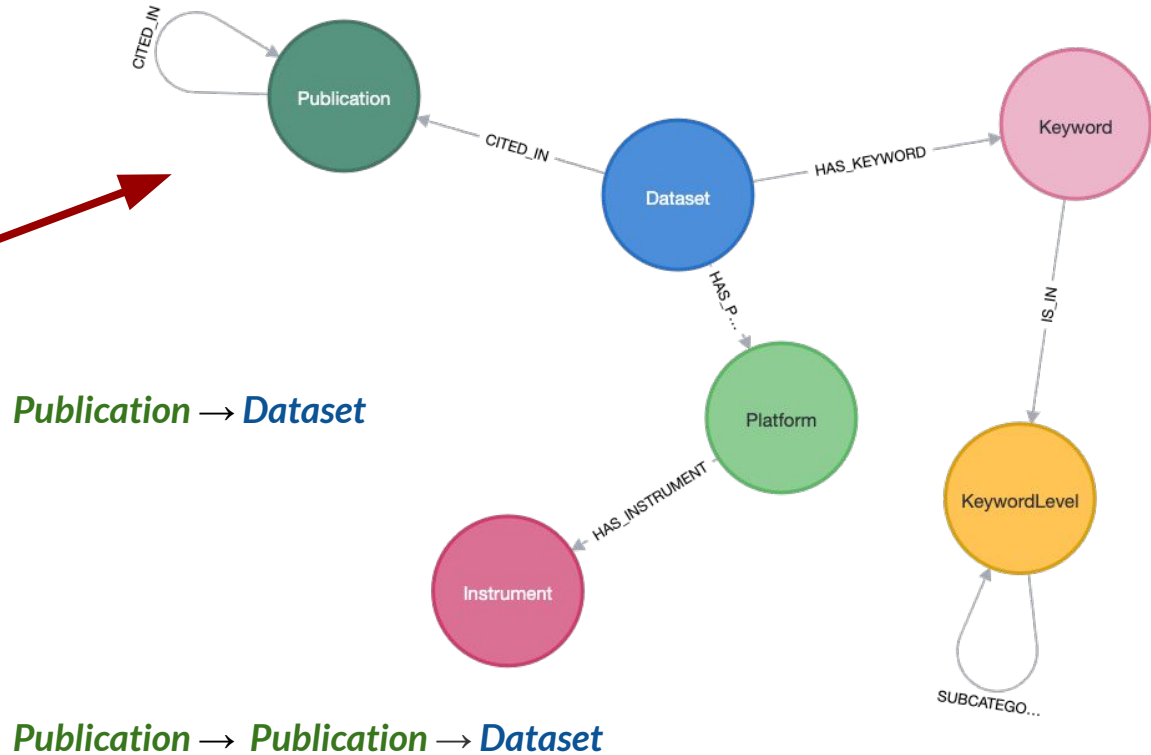 CITED_IN
Publication
CITED_IN
Dataset
HAS_KEYWORD
Keyword
HAS_P...
IS_IN
Publication → Dataset
Platform
HAS_INSTRUMENT
KeywordLevel
Instrument
SUBCATEGO...
Publication → Publication → Dataset